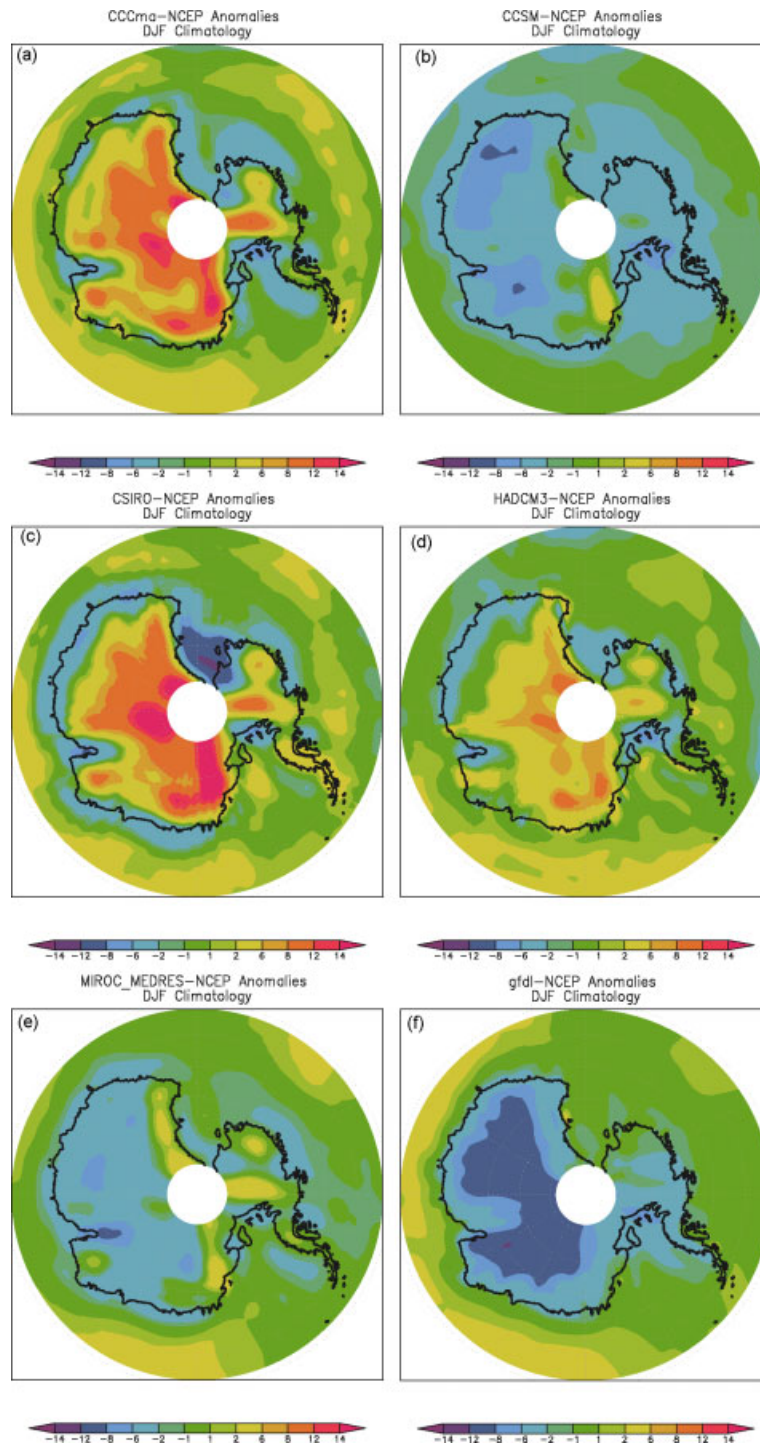 CCCma-NCEP Anomalies
DJF Climatology
(a)
-14 -12 -8 -6 -2 -1 1 2 6 8 12 14
CCSM-NCEP Anomalies
DJF Climatology
(b)
-14 -12 -8 -6 -2 -1 1 2 6 8 12 14
CSIRO-NCEP Anomalies
DJF Climatology
(c)
-14 -12 -8 -6 -2 -1 1 2 6 8 12 14
HADCM3-NCEP Anomalies
DJF Climatology
(d)
-14 -12 -8 -6 -2 -1 1 2 6 8 12 14
MIROC_MEDRES-NCEP Anomalies
DJF Climatology
(e)
-14 -12 -8 -6 -2 -1 1 2 6 8 12 14
gfdl-NCEP Anomalies
DJF Climatology
(f)
-14 -12 -8 -6 -2 -1 1 2 6 8 12 14